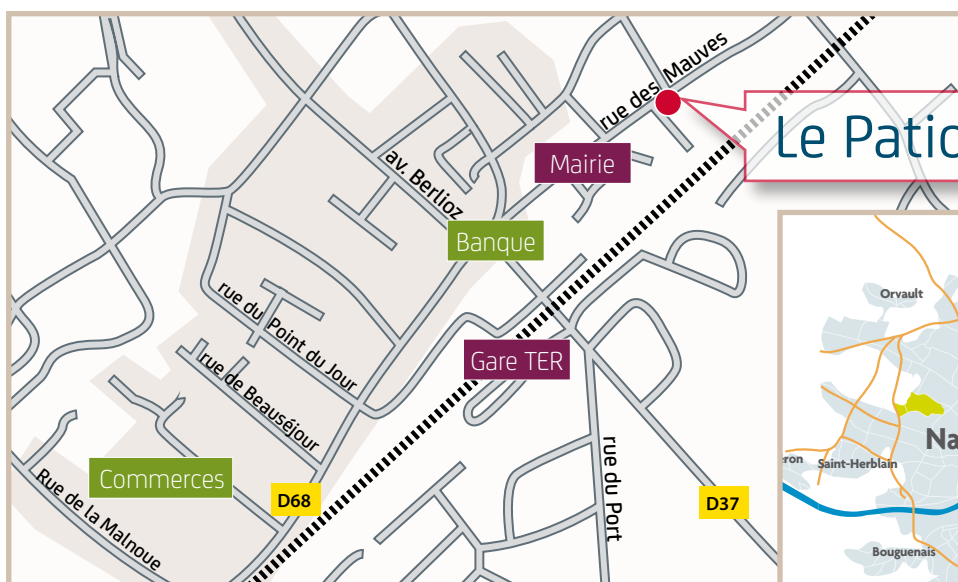 rue des Mauves
Le Patio
Mairie
av. Berlioz
Banque
Orvault
rue du Point du Jour
Gare TER
rue de Beauséjour
Commerces
Rue de la Malnoue
D68
rue du Port
D37
Na
eron
Saint-Herblain
Bouguenais